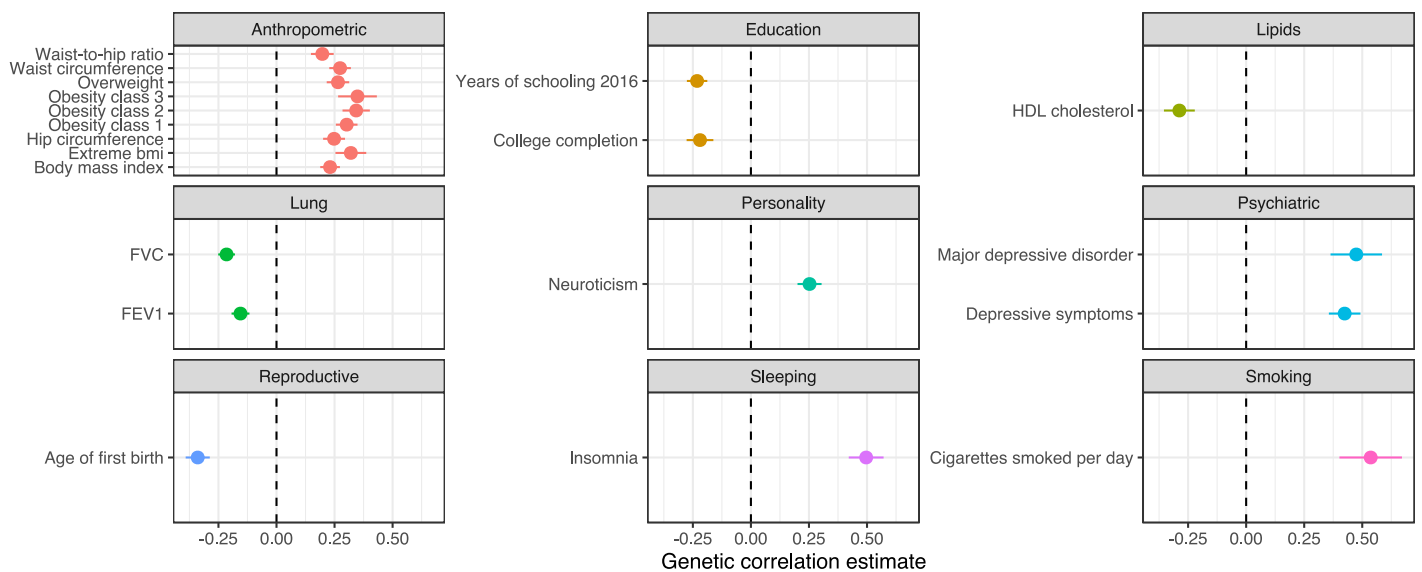 Anthropometric
Waist-to-hip ratio
Waist circumference
Overweight
Obesity class 3
Obesity class 2
Obesity class 1
Hip circumference
Extreme bmi
Body mass index
Education
Years of schooling 2016
College completion
Lipids
HDL cholesterol
Lung
FVC
FEV1
Personality
Neuroticism
Psychiatric
Major depressive disorder
Depressive symptoms
Reproductive
Age of first birth
-0.25 0.00 0.25 0.50
Sleeping
Insomnia
-0.25 0.00 0.25 0.50
Smoking
Cigarettes smoked per day
-0.25 0.00 0.25 0.50
Genetic correlation estimate